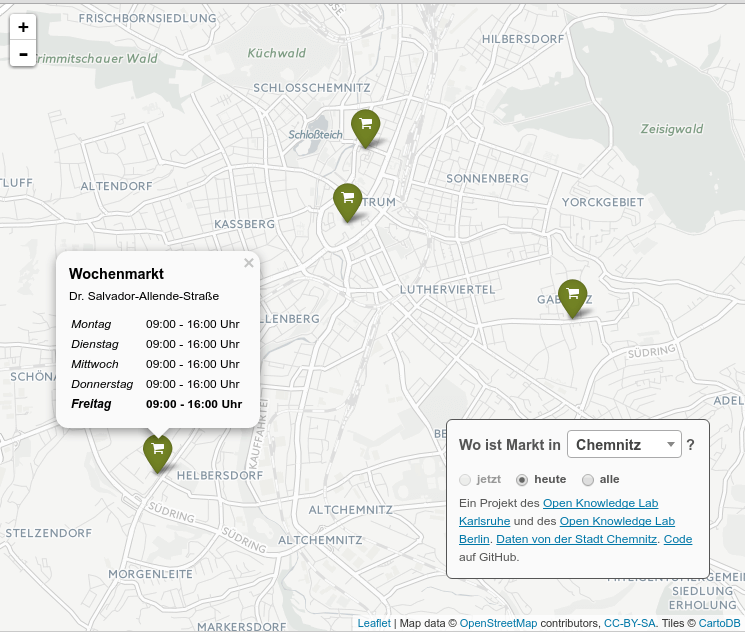 +
-
FRISCHBORNSIEDLUNG
HILBERSDORF
Küchwald
rimmitschauer Wald
SCHLOSSCHEMNITZ
Schloßteich
Zeisigwald
SONNENBERG
ALTENDORF
TRUM
YORCKGEBIET
KASSBERG
×
Wochenmarkt
Dr. Salvador-Allende-Straße
Montag 09:00 - 16:00 Uhr
Dienstag 09:00 - 16:00 Uhr
Mittwoch 09:00 - 16:00 Uhr
Donnerstag 09:00 - 16:00 Uhr
Freitag 09:00 - 16:00 Uhr
LUTHERVIERTEL
LLENBERG
SÜDRING
SCHÖNA
ADEL
KAUFFAHRTEI
HELBERSDORF
SÜDRING
SÜDRING
ALTCHEMNITZ
ALTCHEMNITZ
STELZENDORF
MORGENLEITE
MARKERSDORF
Wo ist Markt in Chemnitz ?
jetzt heute alle
Ein Projekt des Open Knowledge Lab
Karlsruhe und des Open Knowledge Lab
Berlin. Daten von der Stadt Chemnitz. Code
auf GitHub.
SIEDLUNG
ERHOLUNG
Leaflet | Map data © OpenStreetMap contributors, CC-BY-SA. Tiles © CartoDB